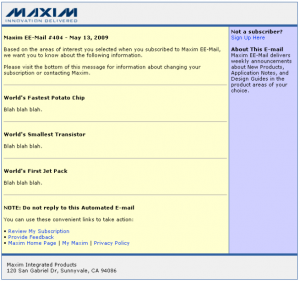 MAXIM
INNOVATION DELIVERED
Maxim EE-Mail #404 - May 13, 2009
Based on the areas of interest you selected when you subscribed to Maxim EE-Mail,
we want you to know about the following information.
Please visit the bottom of this message for information about changing your
subscription or contacting Maxim.
World's Fastest Potato Chip
Blah blah blah.
World's Smallest Transistor
Blah blah blah.
World's First Jet Pack
Blah blah blah.
NOTE: Do not reply to this Automated E-mail
You can use these convenient links to take action:
• Review My Subscription
• Provide Feedback
• Maxim Home Page | My Maxim | Privacy Policy
Not a subscriber?
Sign Up Here
About This E-mail
Maxim EE-Mail delivers
weekly announcements
about New Products,
Application Notes, and
Design Guides in the
product areas of your
choice.
Maxim Integrated Products
120 San Gabriel Dr, Sunnyvale, CA 94086